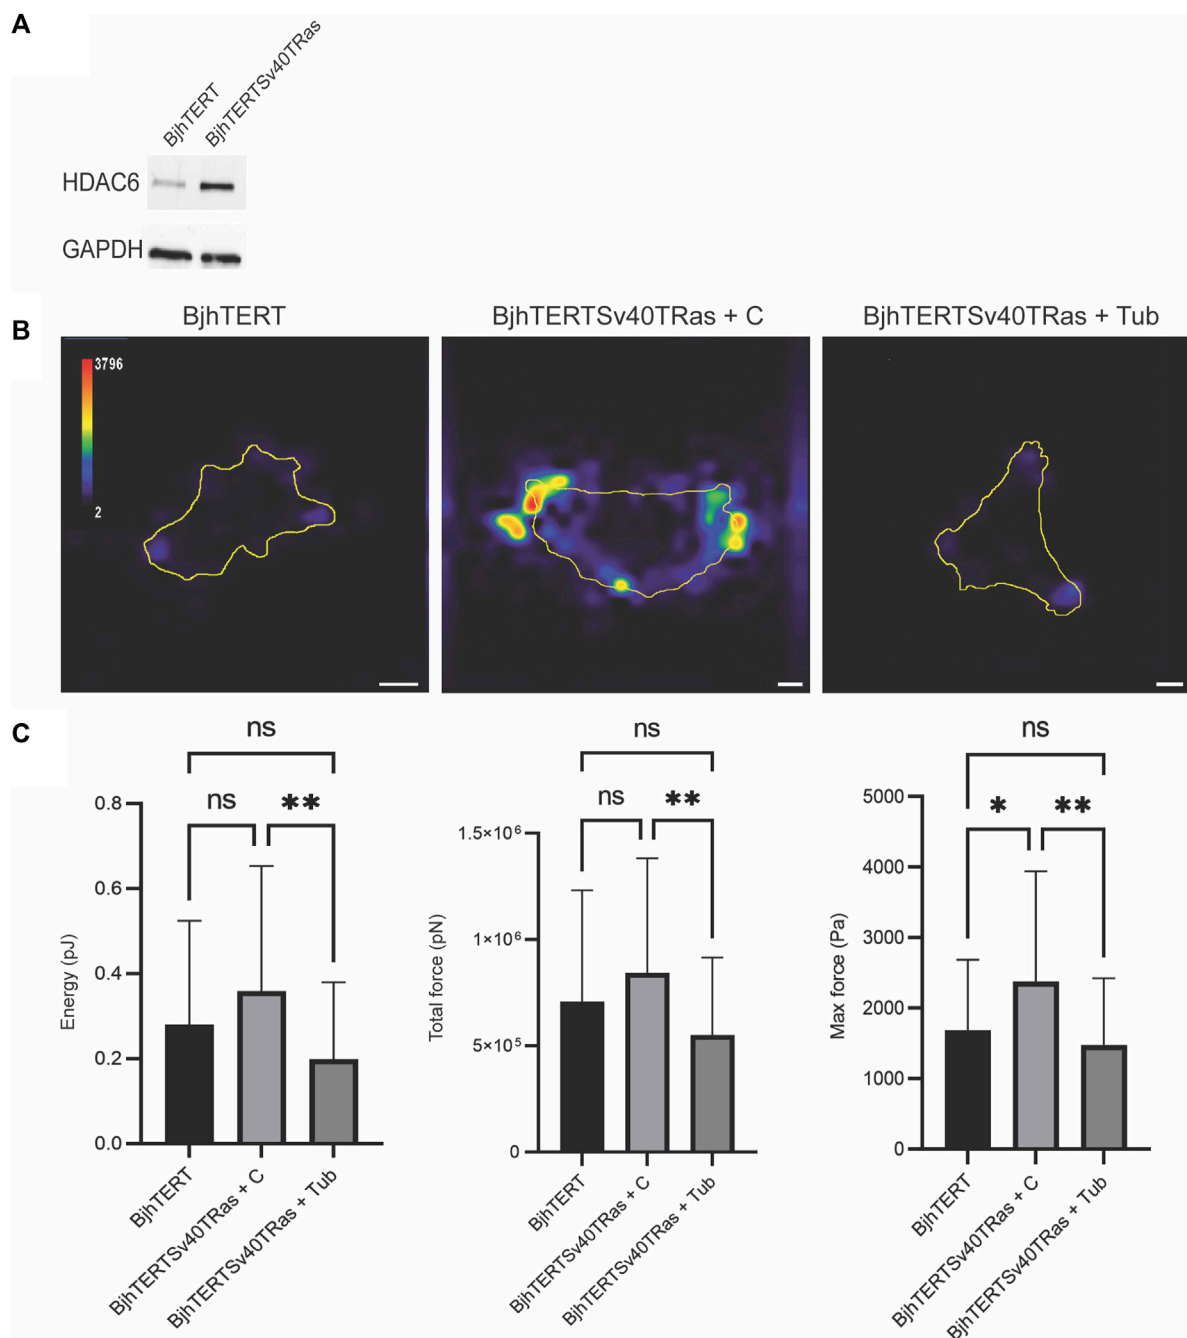 A
BjhTERT
BjhTERTSv40TRas
HDAC6
GAPDH
B
BjhTERT
BjhTERTSv40TRas + C
BjhTERTSv40TRas + Tub
3796
2
C
ns
ns
**
0.8
0.6
0.4
0.2
0.0
Energy (pJ)
BjhTERT
BjhTERTSv40TRas + C
BjhTERTSv40TRas + Tub
ns
ns
**
1.5×10⁶
1×10⁶
5×10⁵
0
Total force (pN)
BjhTERT
BjhTERTSv40TRas + C
BjhTERTSv40TRas + Tub
ns
*
**
5000
4000
3000
2000
1000
0
Max force (Pa)
BjhTERT
BjhTERTSv40TRas + C
BjhTERTSv40TRas + Tub